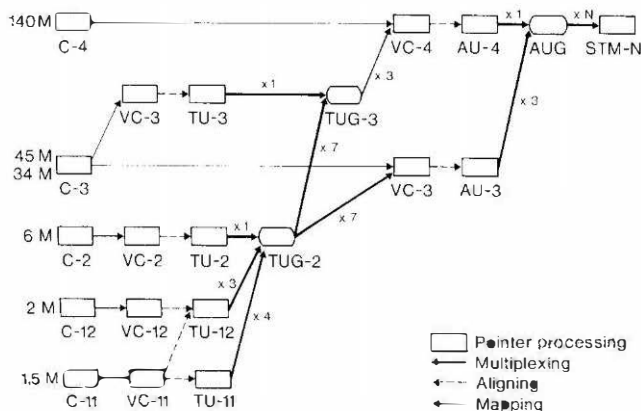 140 M
C-4
VC-4
AU-4
x 1
AUG
x N
STM-N
VC-3
TU-3
x 1
TUG-3
x 3
45 M
34 M
C-3
x 7
VC-3
AU-3
x 3
6 M
C-2
VC-2
TU-2
x 1
TUG-2
x 7
2 M
C-12
VC-12
TU-12
x 3
1.5 M
C-11
VC-11
TU-11
x 4
Pointer processing
Multiplexing
Aligning
Mapping